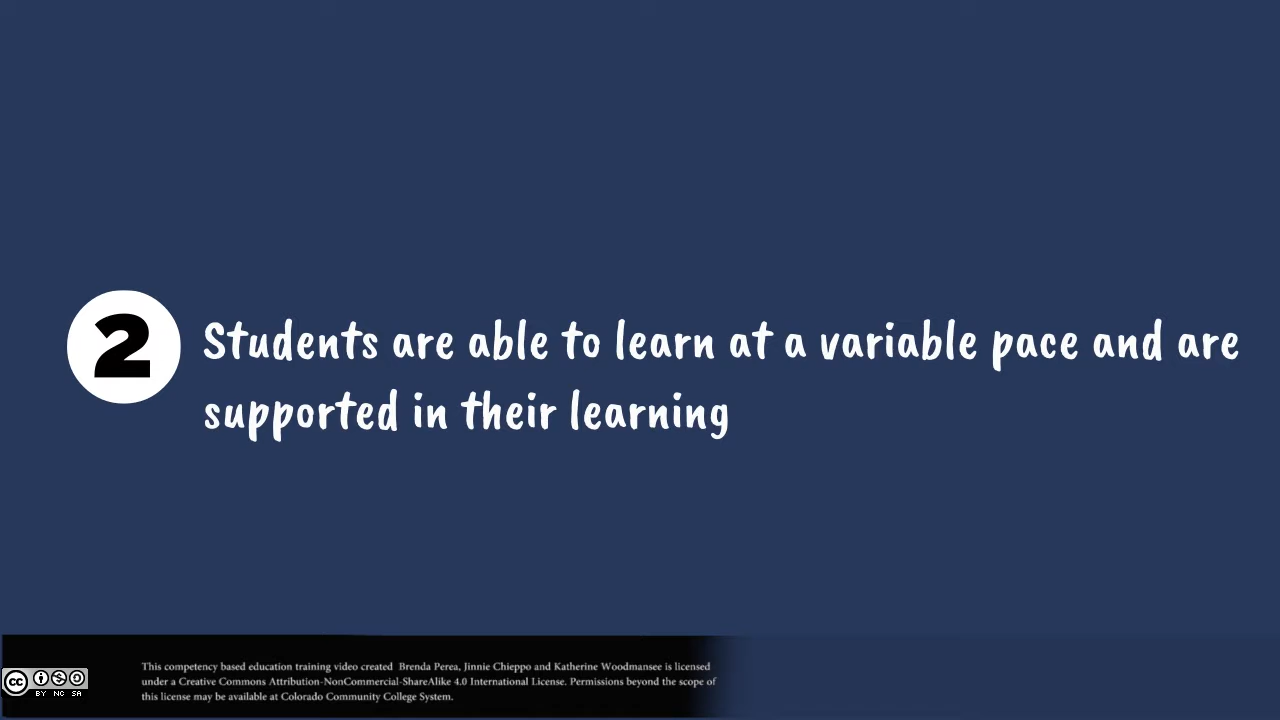 2
Students are able to learn at a variable pace and are
supported in their learning
This competency based education training video created  Brenda Perea, Jinnie Chieppo and Katherine Woodmansee is licensed
under a Creative Commons Attribution-NonCommercial-ShareAlike 4.0 International License. Permissions beyond the scope of
this license may be available at Colorado Community College System.
cc
BY NC SA